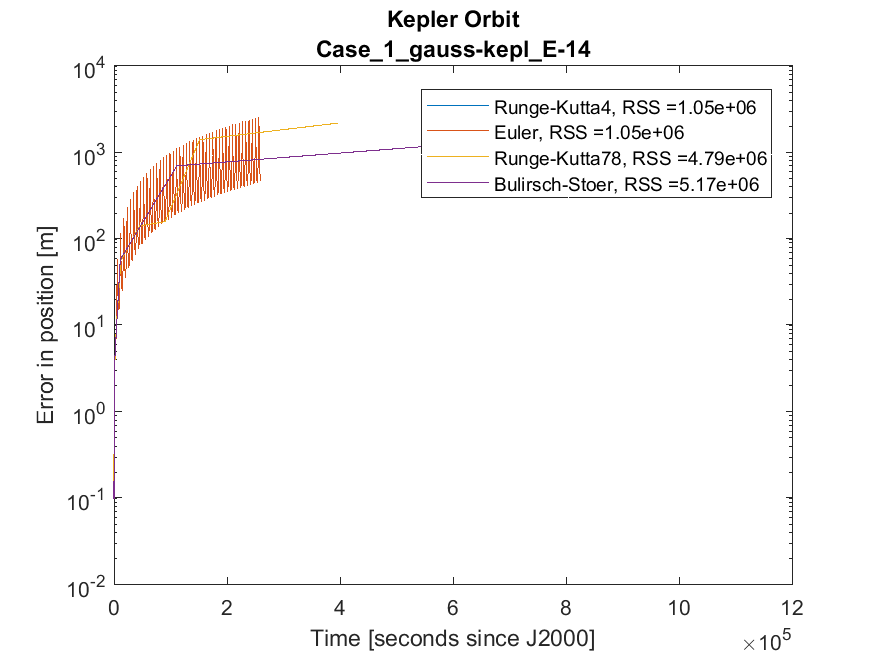 Kepler Orbit
Case_1_gauss-kepl_E-14
10^4
10^3
10^2
10^1
10^0
10^-1
10^-2
Error in position [m]
Runge-Kutta4, RSS =1.05e+06
Euler, RSS =1.05e+06
Runge-Kutta78, RSS =4.79e+06
Bulirsch-Stoer, RSS =5.17e+06
0 2 4 6 8 10 12
Time [seconds since J2000]
×10^5